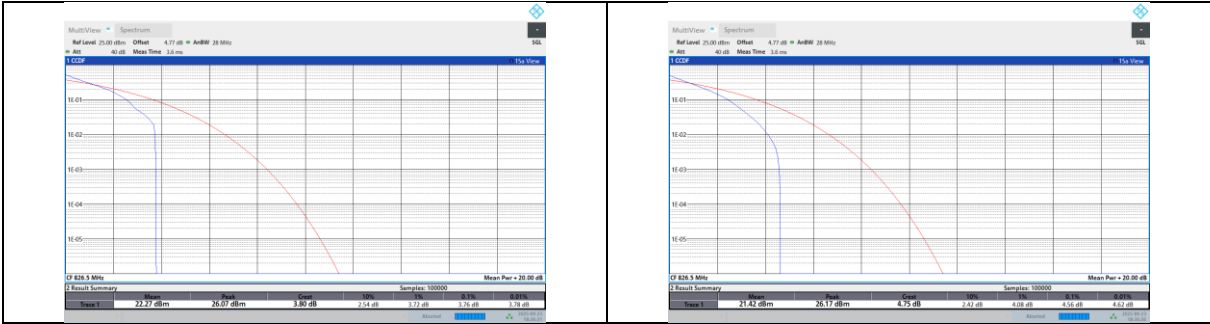 MultiView Spectrum
Ref Level 25.00 dBm Offset 4.77 dB AnBW 28 MHz SGL
Att 40 dB Meas Time 3.6 ms
1 CCDF 1Sa View
1E-01
1E-02
1E-03
1E-04
1E-05
CF 826.5 MHz Mean Pwr + 20.00 dB
2 Result Summary Samples: 100000
Mean Peak Crest 10% 1% 0.1% 0.01%
Trace 1 22.27 dBm 26.07 dBm 3.80 dB 2.54 dB 3.72 dB 3.76 dB 3.78 dB
Aborted
MultiView Spectrum
Ref Level 25.00 dBm Offset 4.77 dB AnBW 28 MHz SGL
Att 40 dB Meas Time 3.6 ms
1 CCDF 1Sa View
1E-01
1E-02
1E-03
1E-04
1E-05
CF 826.5 MHz Mean Pwr + 20.00 dB
2 Result Summary Samples: 100000
Mean Peak Crest 10% 1% 0.1% 0.01%
Trace 1 21.42 dBm 26.17 dBm 4.75 dB 2.42 dB 4.08 dB 4.56 dB 4.62 dB
Aborted